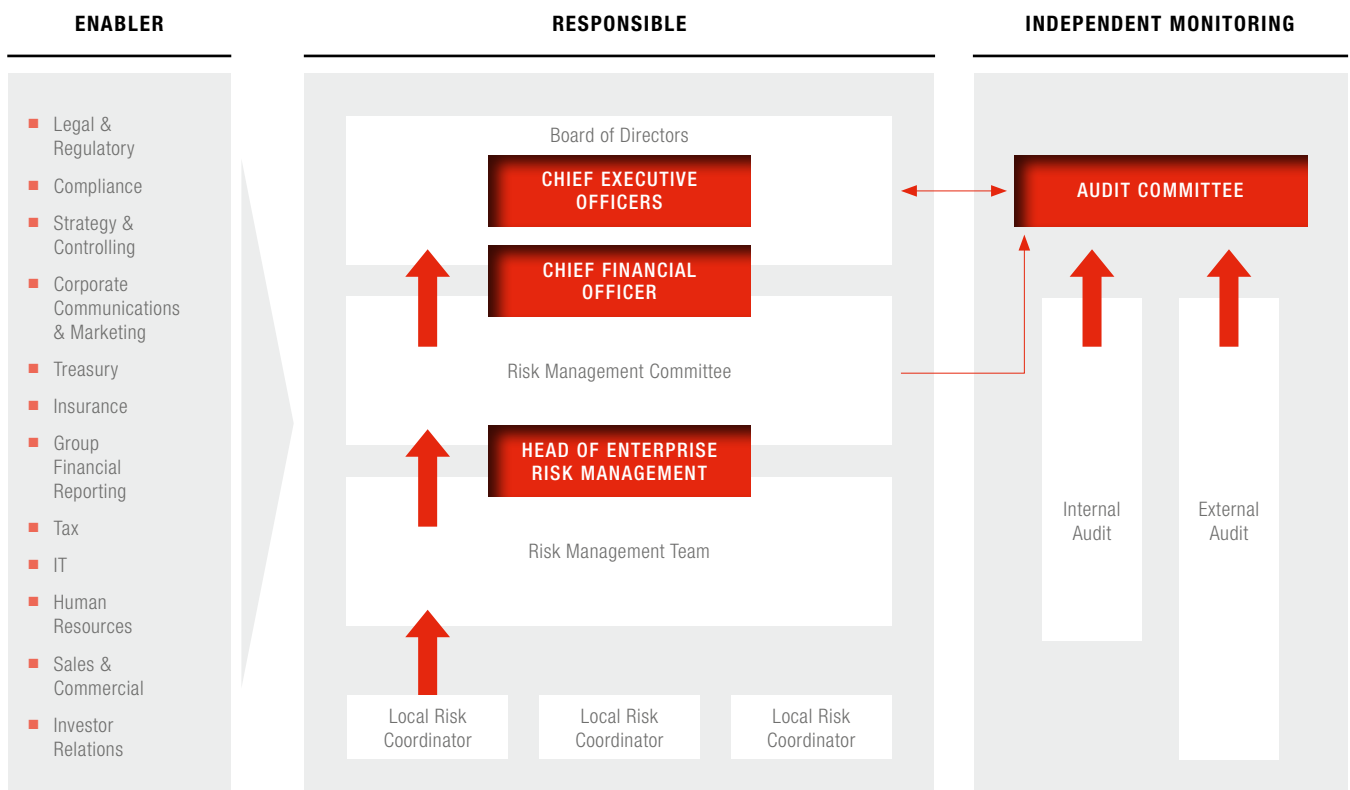 ENABLER
Legal &
Regulatory
Compliance
Strategy &
Controlling
Corporate
Communications
& Marketing
Treasury
Insurance
Group
Financial
Reporting
Tax
IT
Human
Resources
Sales &
Commercial
Investor
Relations
RESPONSIBLE
Board of Directors
CHIEF EXECUTIVE
OFFICERS
CHIEF FINANCIAL
OFFICER
Risk Management Committee
HEAD OF ENTERPRISE
RISK MANAGEMENT
Risk Management Team
Local Risk
Coordinator
Local Risk
Coordinator
Local Risk
Coordinator
INDEPENDENT MONITORING
AUDIT COMMITTEE
Internal
Audit
External
Audit